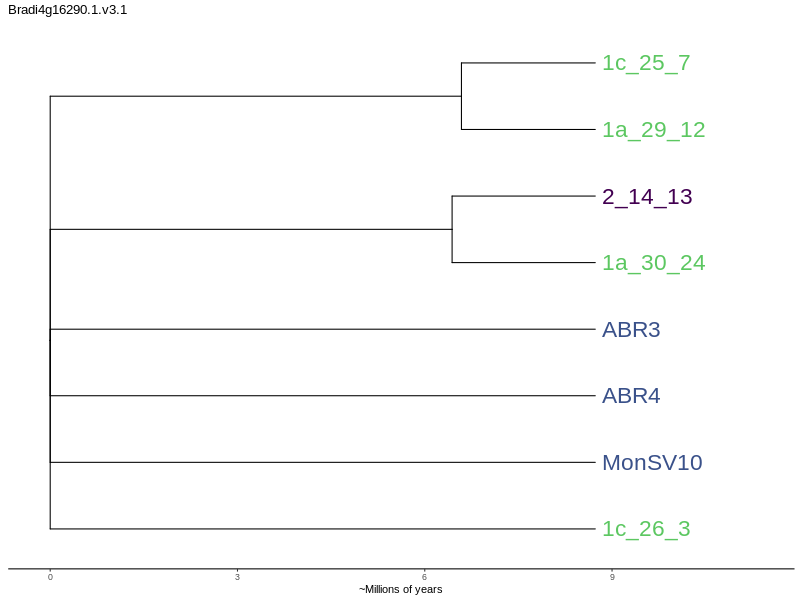 Bradi4g16290.1.v3.1
1c_25_7
1a_29_12
2_14_13
1a_30_24
ABR3
ABR4
MonSV10
1c_26_3
0 3 6 9
~Millions of years